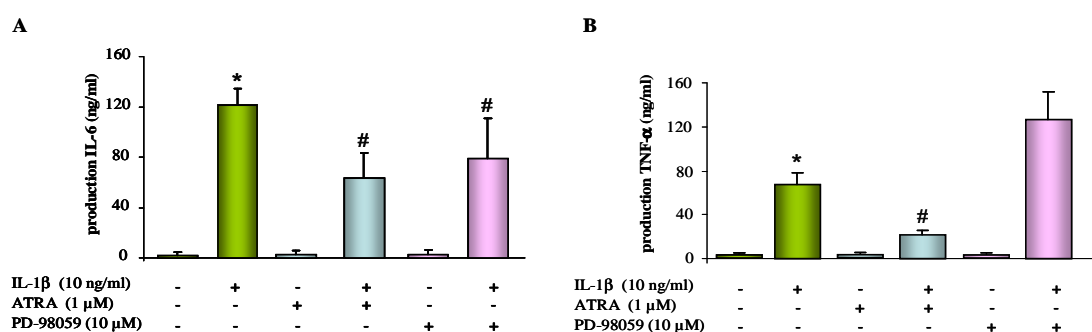 A
production IL-6 (ng/ml)
160
120
80
40
0
*
#
#
IL-1β (10 ng/ml) - + - + - +
ATRA (1 µM) - - + + - -
PD-98059 (10 µM) - - - - + +
B
production TNF-α (ng/ml)
160
120
80
40
0
*
#
IL-1β (10 ng/ml) - + - + - +
ATRA (1 µM) - - + + - -
PD-98059 (10 µM) - - - - + +